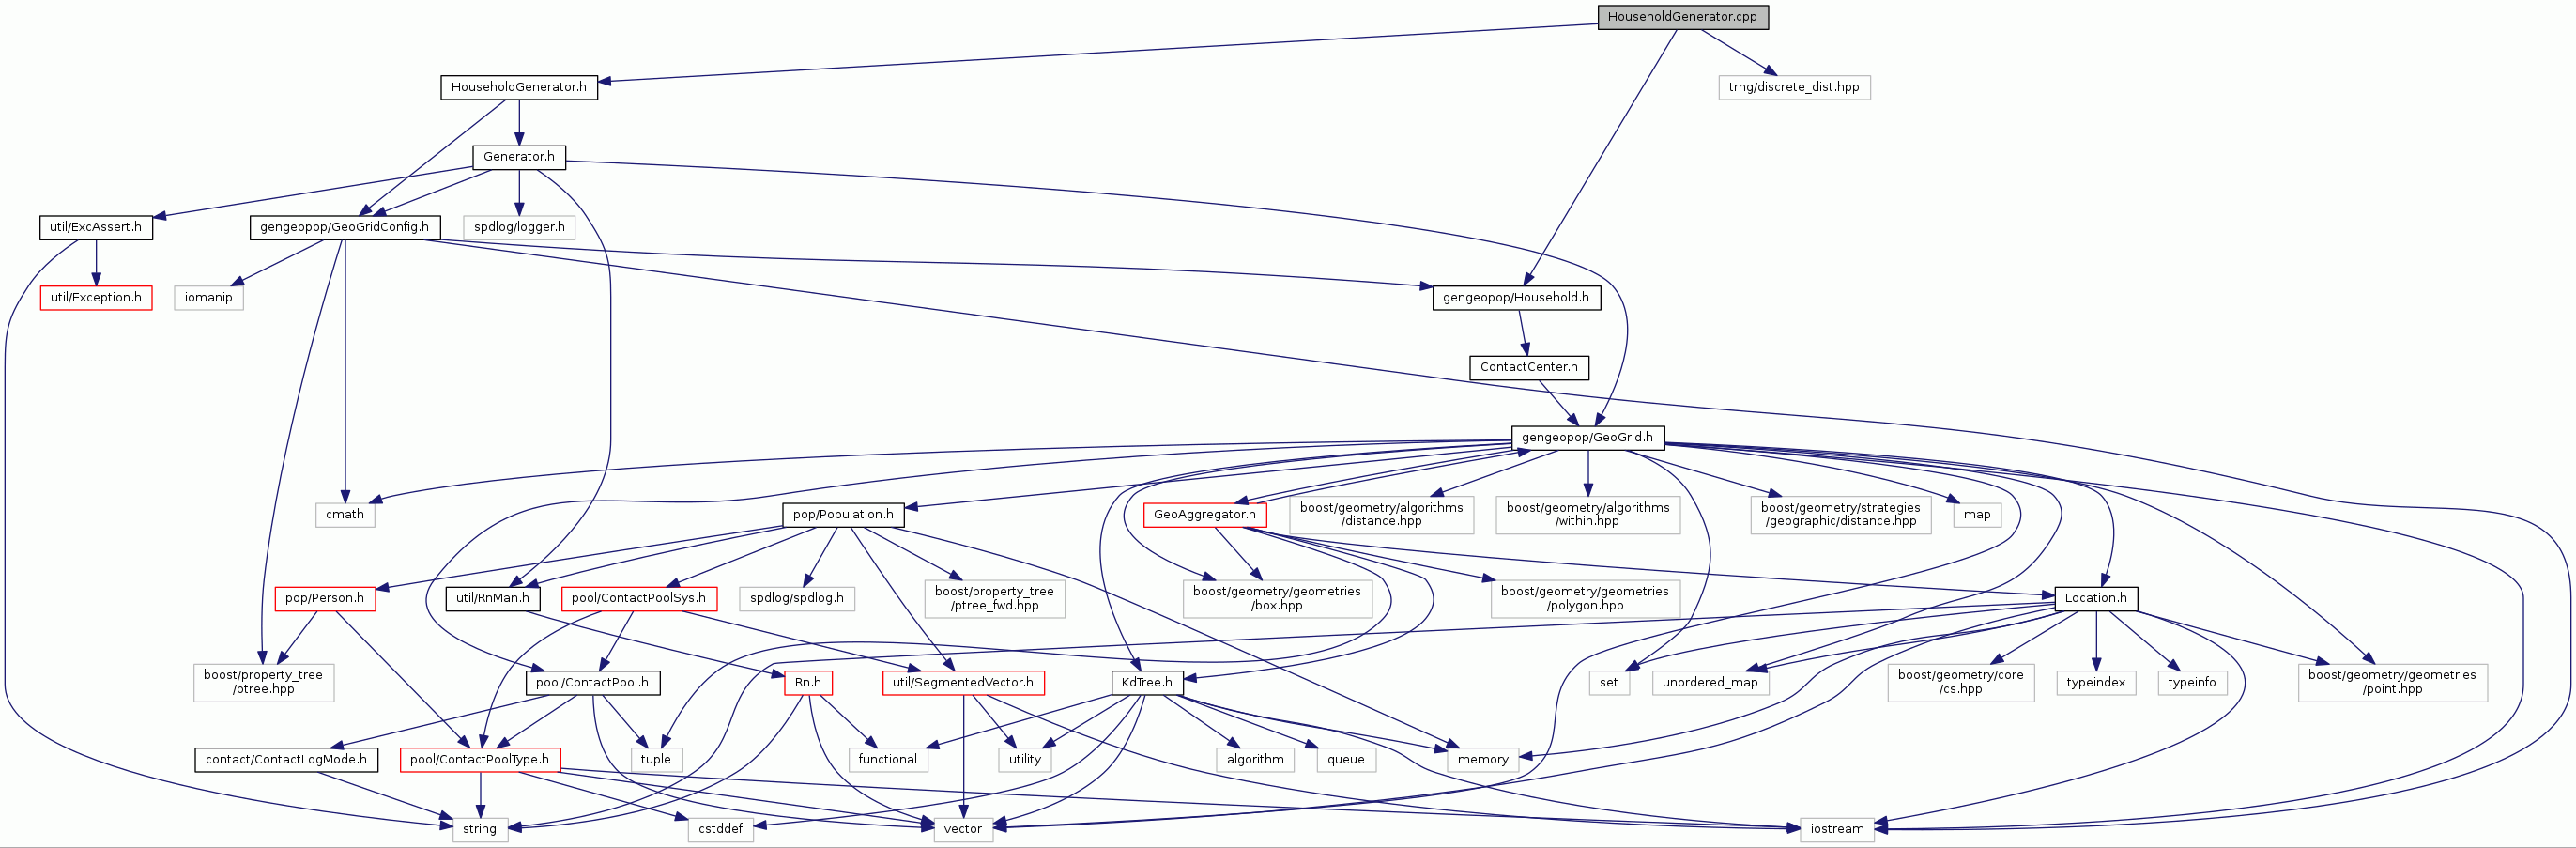 HouseholdGenerator.cpp
HouseholdGenerator.h
trng/discrete_dist.hpp
Generator.h
util/ExcAssert.h
gengeopop/GeoGridConfig.h
spdlog/logger.h
util/Exception.h
iomanip
gengeopop/Household.h
ContactCenter.h
gengeopop/GeoGrid.h
cmath
pop/Population.h
GeoAggregator.h
boost/geometry/algorithms
/distance.hpp
boost/geometry/algorithms
/within.hpp
boost/geometry/strategies
/geographic/distance.hpp
map
pop/Person.h
util/RnMan.h
pool/ContactPoolSys.h
spdlog/spdlog.h
boost/property_tree
/ptree_fwd.hpp
boost/geometry/geometries
/box.hpp
boost/geometry/geometries
/polygon.hpp
Location.h
boost/property_tree
/ptree.hpp
pool/ContactPool.h
Rn.h
util/SegmentedVector.h
KdTree.h
set
unordered_map
boost/geometry/core
/cs.hpp
typeindex
typeinfo
boost/geometry/geometries
/point.hpp
contact/ContactLogMode.h
pool/ContactPoolType.h
tuple
functional
utility
algorithm
queue
memory
string
cstddef
vector
iostream